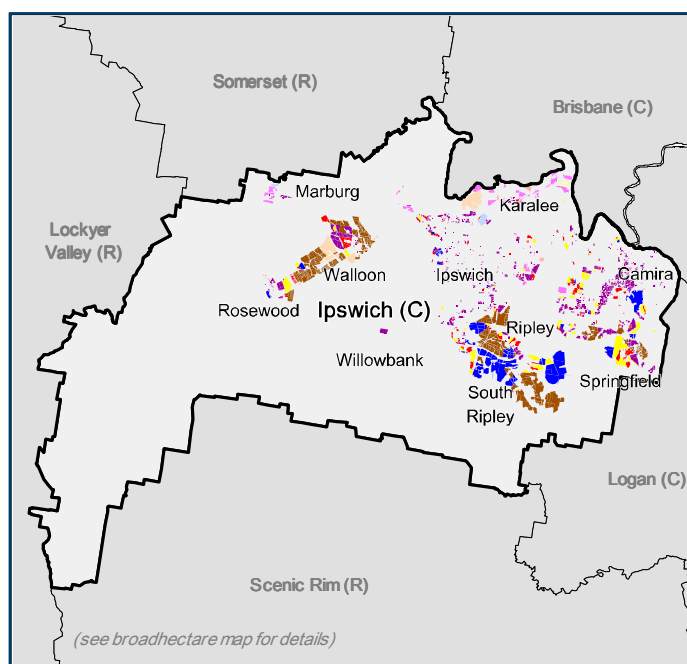 Somerset (R)
Brisbane (C)
Marburg
Karalee
Lockyer
Valley (R)
Walloon
Ipswich
Camira
Rosewood
Ipswich (C)
Ripley
Willowbank
Springfield
South
Ripley
Logan (C)
Scenic Rim (R)
(see broadhectare map for details)